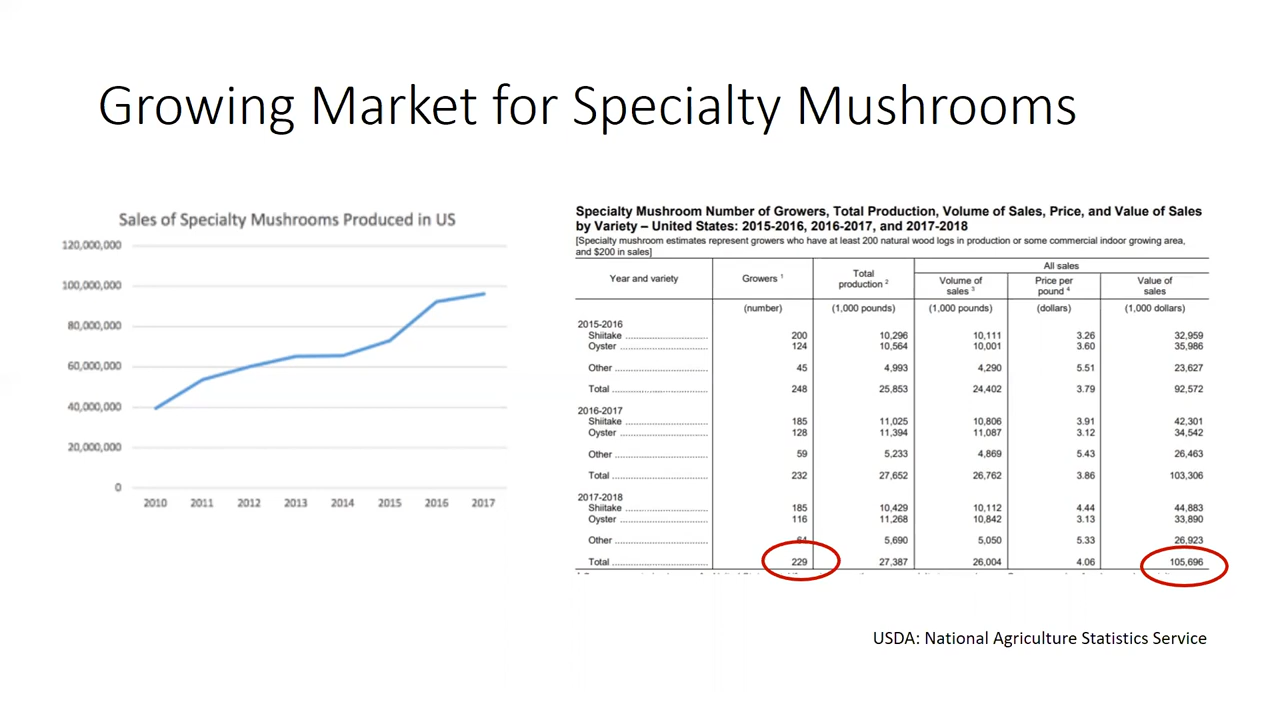 Growing Market for Specialty Mushrooms
Sales of Specialty Mushrooms Produced in US
120,000,000
100,000,000
80,000,000
60,000,000
40,000,000
20,000,000
0
2010 2011 2012 2013 2014 2015 2016 2017
Specialty Mushroom Number of Growers, Total Production, Volume of Sales, Price, and Value of Sales
by Variety – United States: 2015-2016, 2016-2017, and 2017-2018
[Specialty mushroom estimates represent growers who have at least 200 natural wood logs in production or some commercial indoor growing area,
and $200 in sales]
Year and variety Growers 1 Total production 2 All sales
Volume of sales 3 Price per pound 4 Value of sales
(number) (1,000 pounds) (1,000 pounds) (dollars) (1,000 dollars)
2015-2016
Shiitake 200 10,296 10,111 3.26 32,959
Oyster 124 10,564 10,001 3.60 35,986
Other 45 4,993 4,290 5.51 23,627
Total 248 25,853 24,402 3.79 92,572
2016-2017
Shiitake 185 11,025 10,806 3.91 42,301
Oyster 128 11,394 11,087 3.12 34,542
Other 59 5,233 4,869 5.43 26,463
Total 232 27,652 26,762 3.86 103,306
2017-2018
Shiitake 185 10,429 10,112 4.44 44,883
Oyster 116 11,268 10,842 3.13 33,890
Other 64 5,690 5,050 5.33 26,923
Total 229 27,387 26,004 4.06 105,696
USDA: National Agriculture Statistics Service